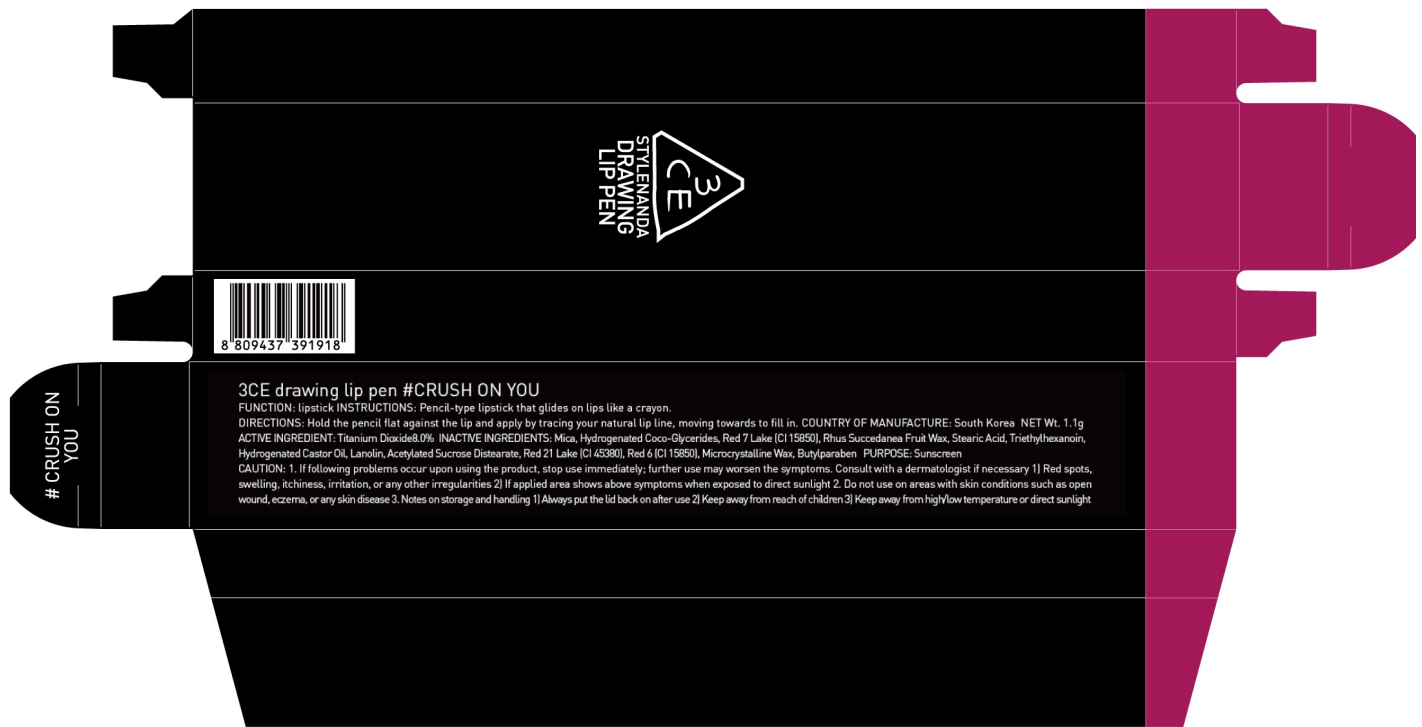 3
CE
STYLENANDA
DRAWING
LIP PEN
8 809437 391918
# CRUSH ON
YOU
3CE drawing lip pen #CRUSH ON YOU
FUNCTION: lipstick INSTRUCTIONS: Pencil-type lipstick that glides on lips like a crayon.
DIRECTIONS: Hold the pencil flat against the lip and apply by tracing your natural lip line, moving towards to fill in. COUNTRY OF MANUFACTURE: South Korea NET Wt. 1.1g
ACTIVE INGREDIENT: Titanium Dioxide8.0% INACTIVE INGREDIENTS: Mica, Hydrogenated Coco-Glycerides, Red 7 Lake (CI 15850), Rhus Succedanea Fruit Wax, Stearic Acid, Triethylhexanoin,
Hydrogenated Castor Oil, Lanolin, Acetylated Sucrose Distearate, Red 21 Lake (CI 45380), Red 6 (CI 15850), Microcrystalline Wax, Butylparaben PURPOSE: Sunscreen
CAUTION: 1. If following problems occur upon using the product, stop use immediately; further use may worsen the symptoms. Consult with a dermatologist if necessary 1) Red spots,
swelling, itchiness, irritation, or any other irregularities 2) If applied area shows above symptoms when exposed to direct sunlight 2. Do not use on areas with skin conditions such as open
wound, eczema, or any skin disease 3. Notes on storage and handling 1) Always put the lid back on after use 2) Keep away from reach of children 3) Keep away from high/low temperature or direct sunlight